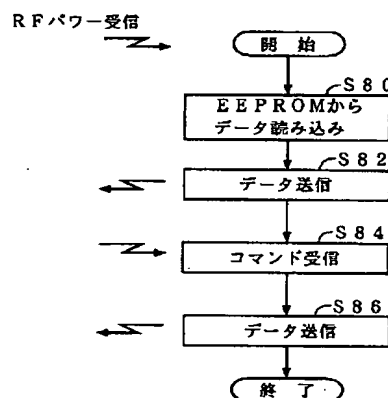 RFパワー受信
開始
S80
EEPROMから
データ読み込み
S82
データ送信
S84
コマンド受信
S86
データ送信
終了